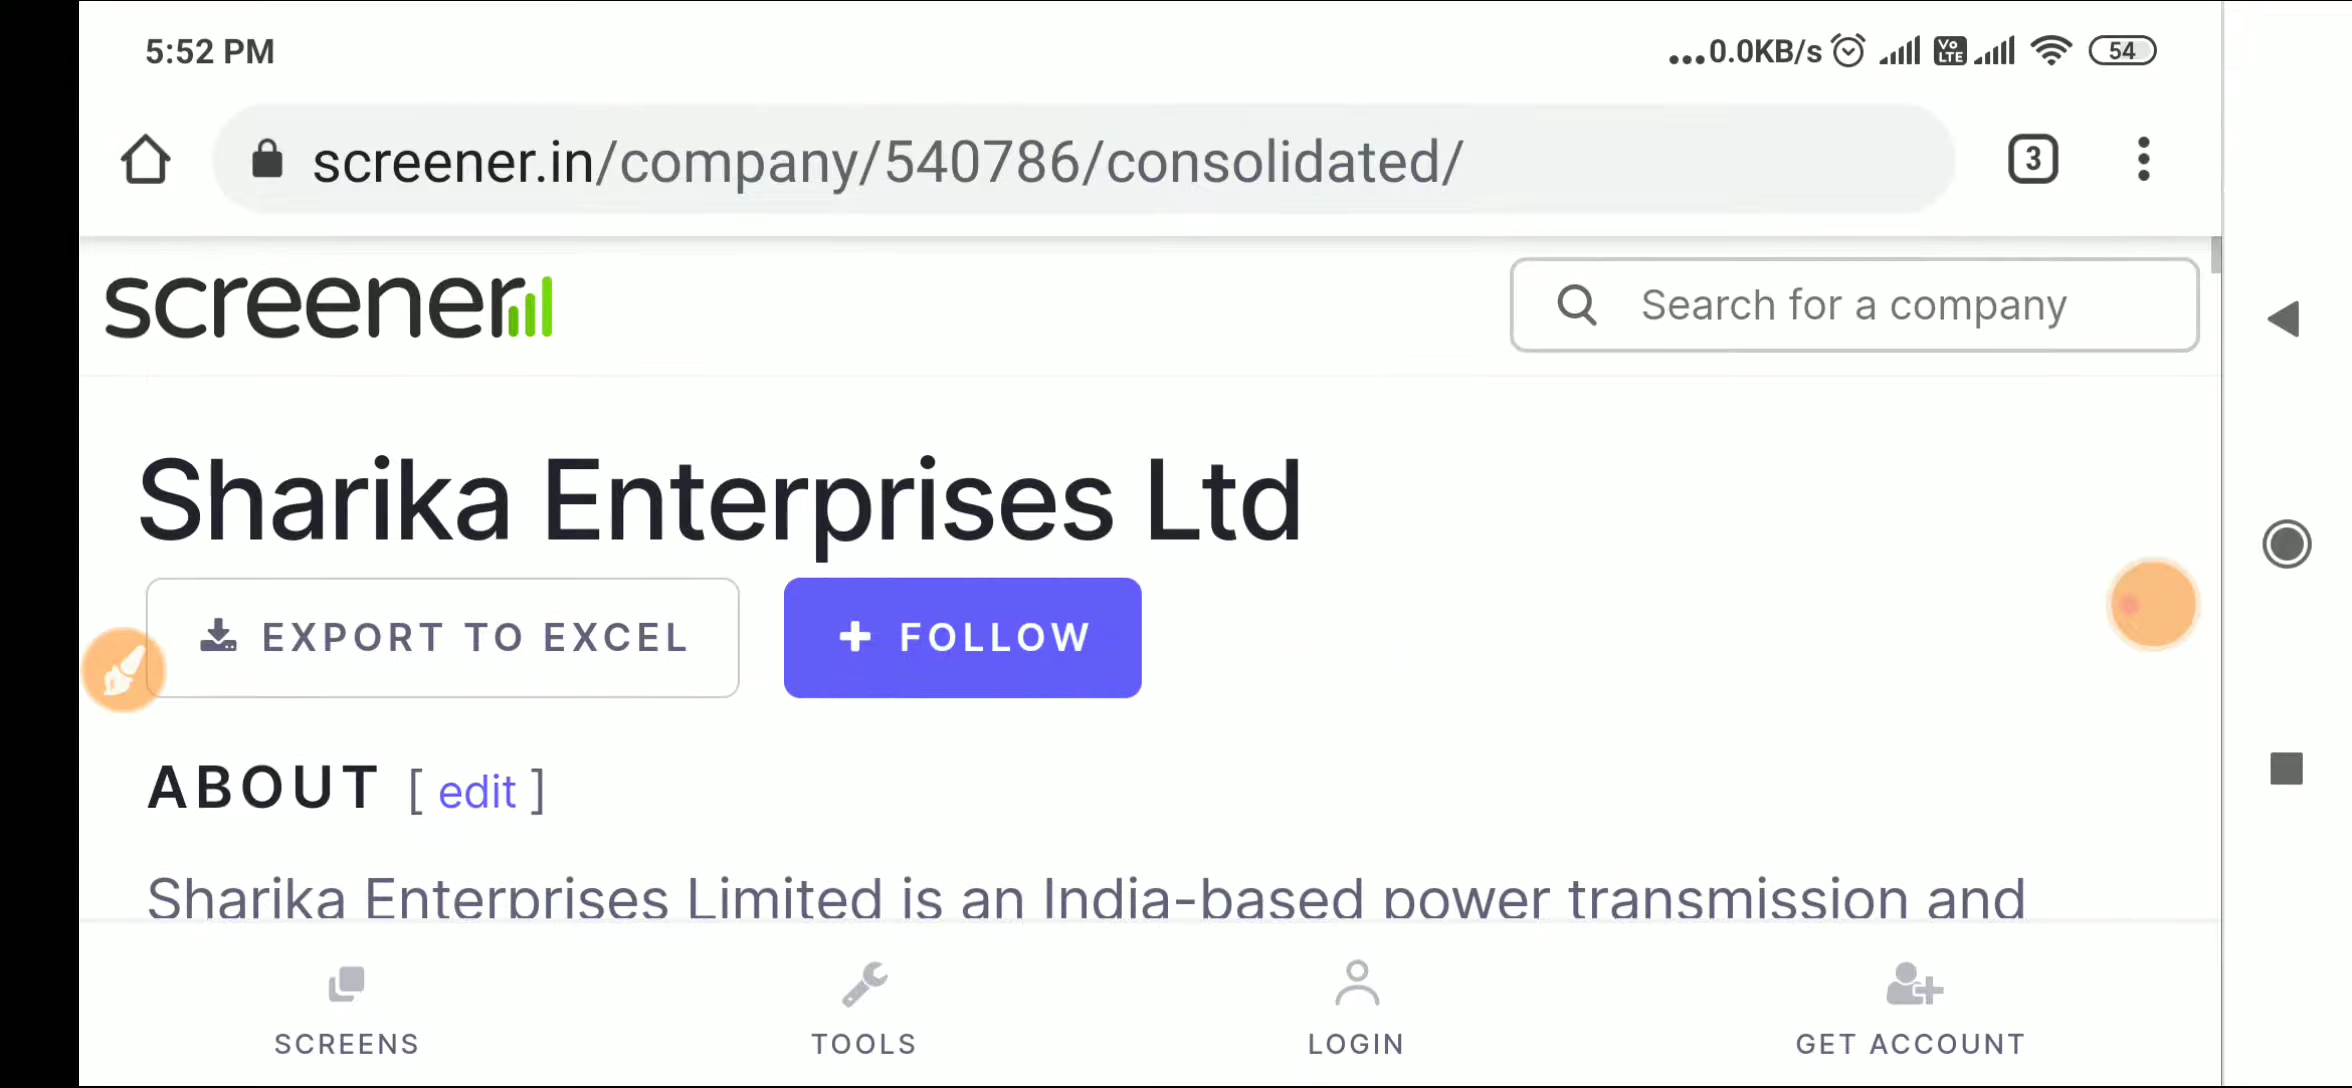 5:52 PM
...0.0KB/s Vo LTE 54
screener.in/company/540786/consolidated/
3
screener
Search for a company
Sharika Enterprises Ltd
EXPORT TO EXCEL
+ FOLLOW
ABOUT [ edit ]
Sharika Enterprises Limited is an India-based power transmission and
SCREENS
TOOLS
LOGIN
GET ACCOUNT